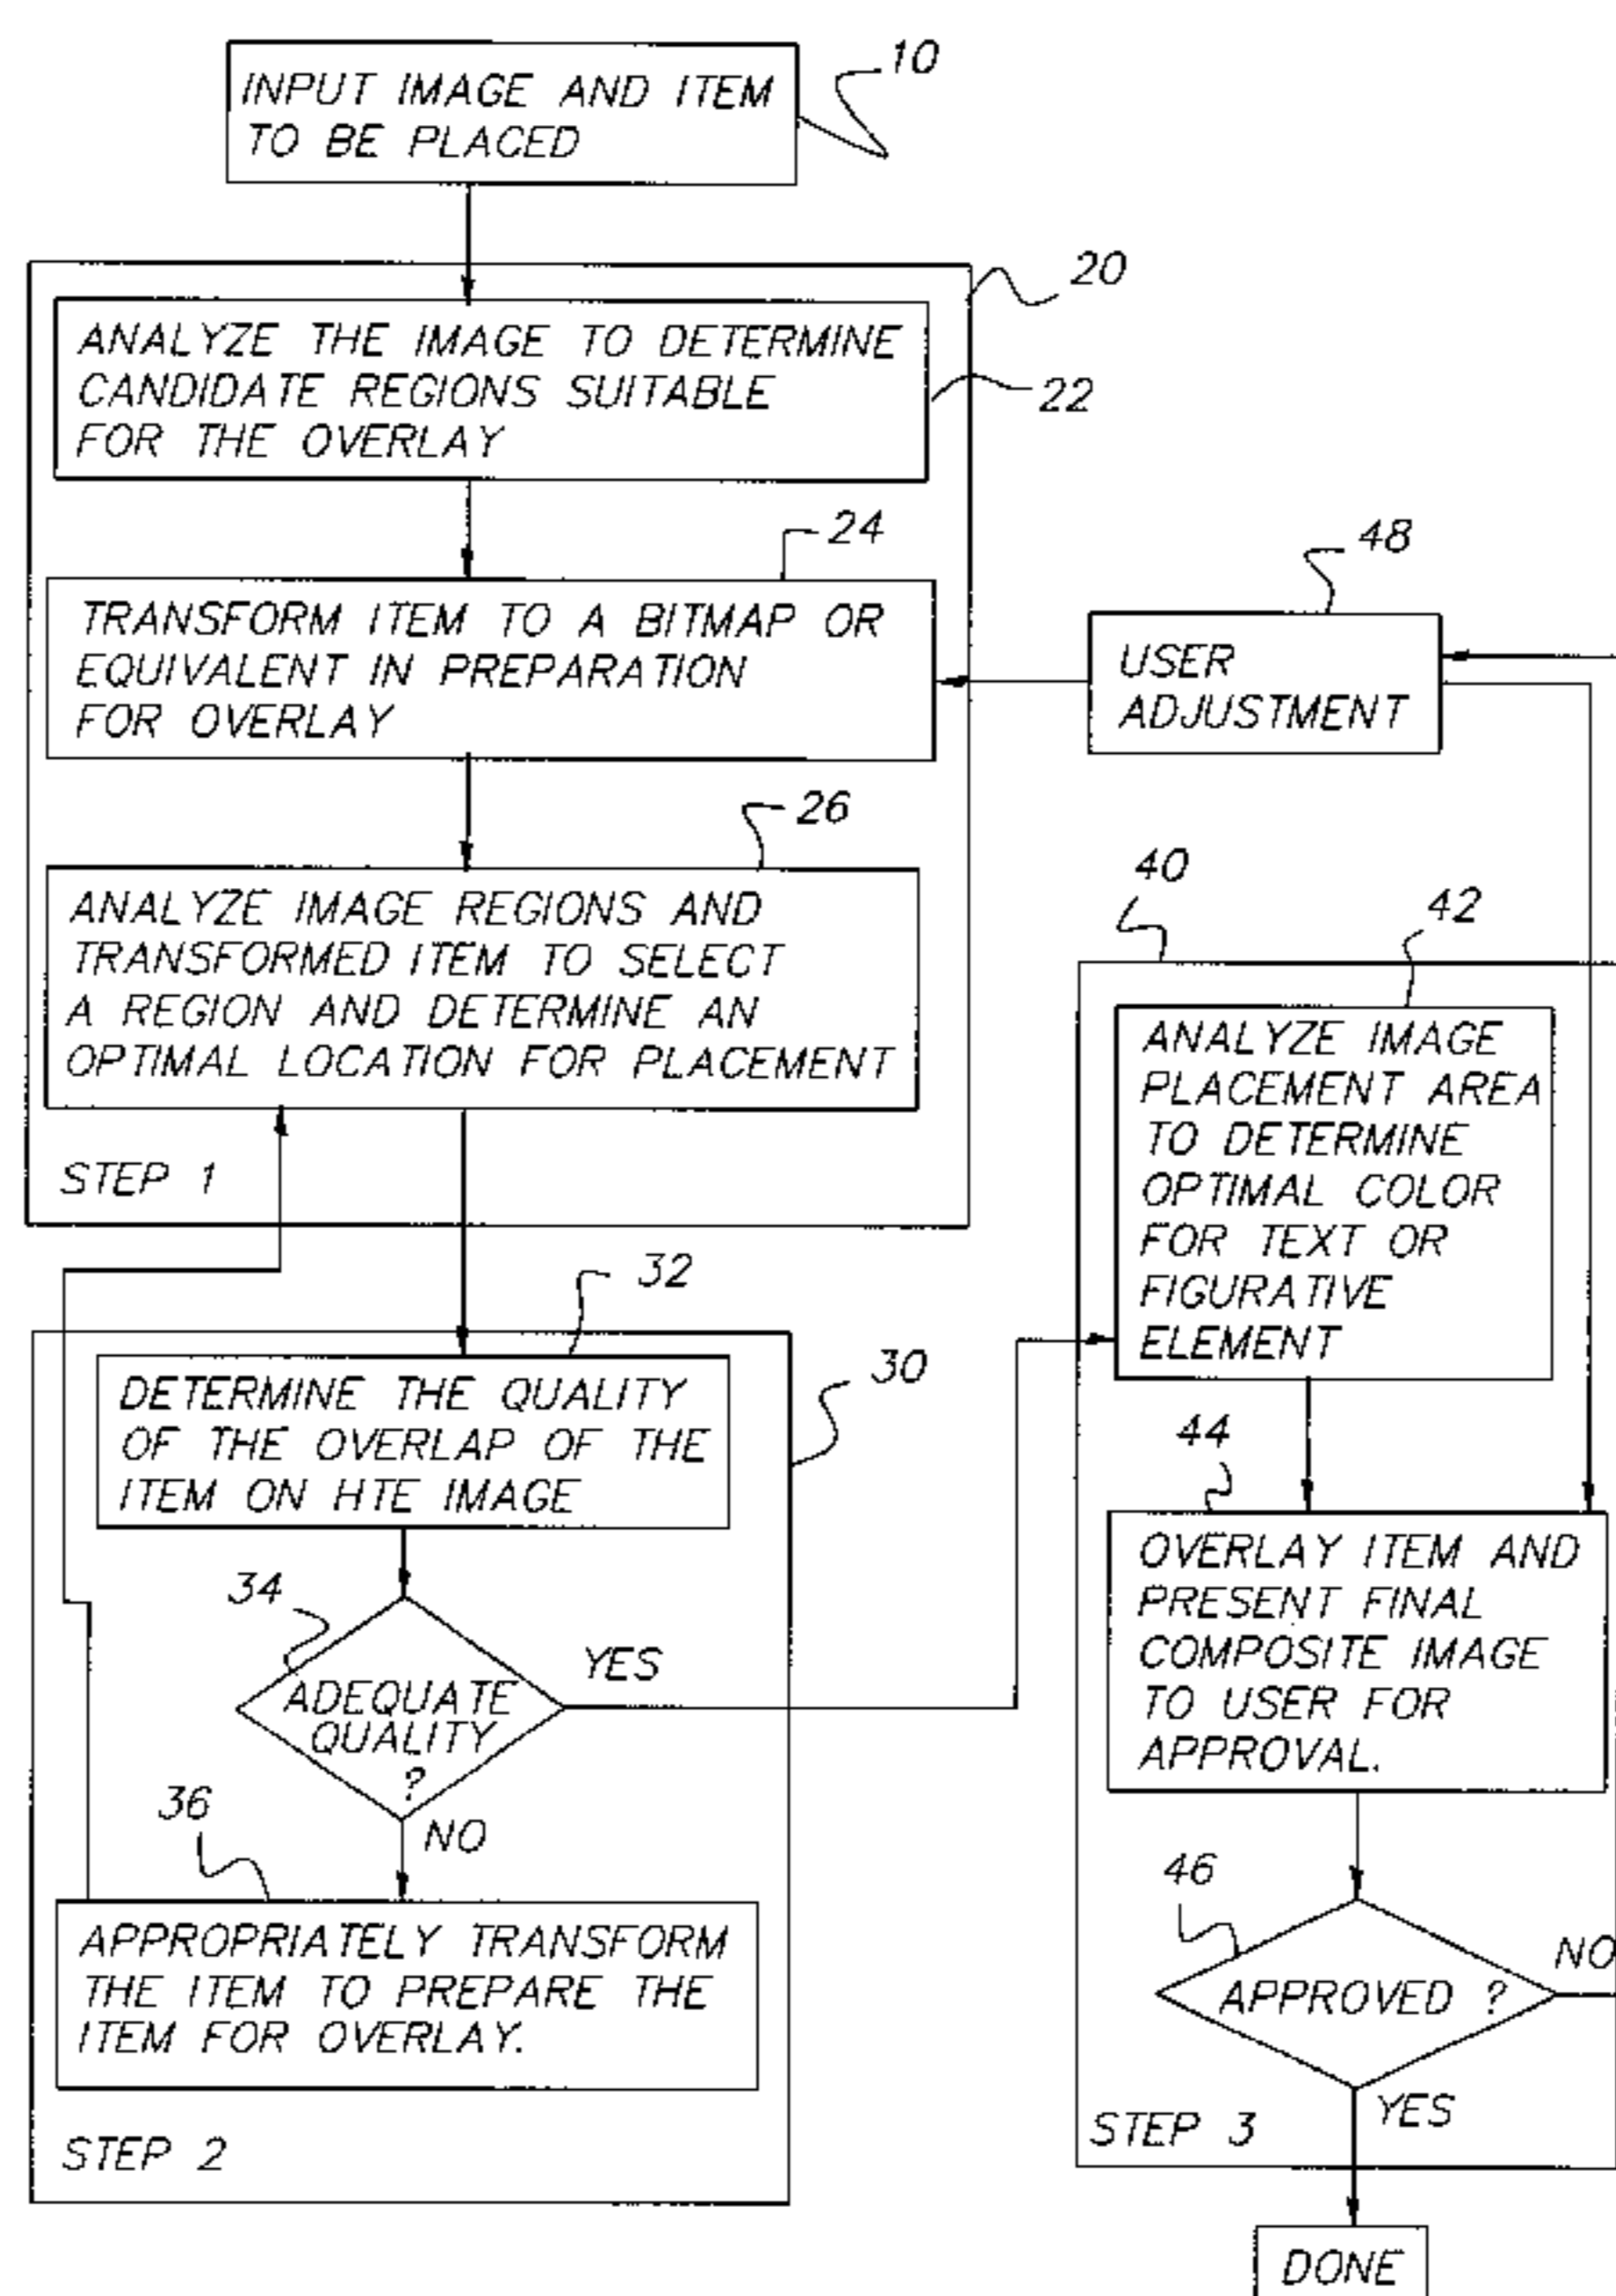 10
INPUT IMAGE AND ITEM
TO BE PLACED
20
ANALYZE THE IMAGE TO DETERMINE
CANDIDATE REGIONS SUITABLE
FOR THE OVERLAY
22
24
TRANSFORM ITEM TO A BITMAP OR
EQUIVALENT IN PREPARATION
FOR OVERLAY
26
ANALYZE IMAGE REGIONS AND
TRANSFORMED ITEM TO SELECT
A REGION AND DETERMINE AN
OPTIMAL LOCATION FOR PLACEMENT
STEP 1
32
30
DETERMINE THE QUALITY
OF THE OVERLAP OF THE
ITEM ON HTE IMAGE
34
ADEQUATE
QUALITY
?
YES
NO
36
APPROPRIATELY TRANSFORM
THE ITEM TO PREPARE THE
ITEM FOR OVERLAY.
STEP 2
48
USER
ADJUSTMENT
40
42
ANALYZE IMAGE
PLACEMENT AREA
TO DETERMINE
OPTIMAL COLOR
FOR TEXT OR
FIGURATIVE
ELEMENT
44
OVERLAY ITEM AND
PRESENT FINAL
COMPOSITE IMAGE
TO USER FOR
APPROVAL.
46
APPROVED ?
NO
YES
STEP 3
DONE